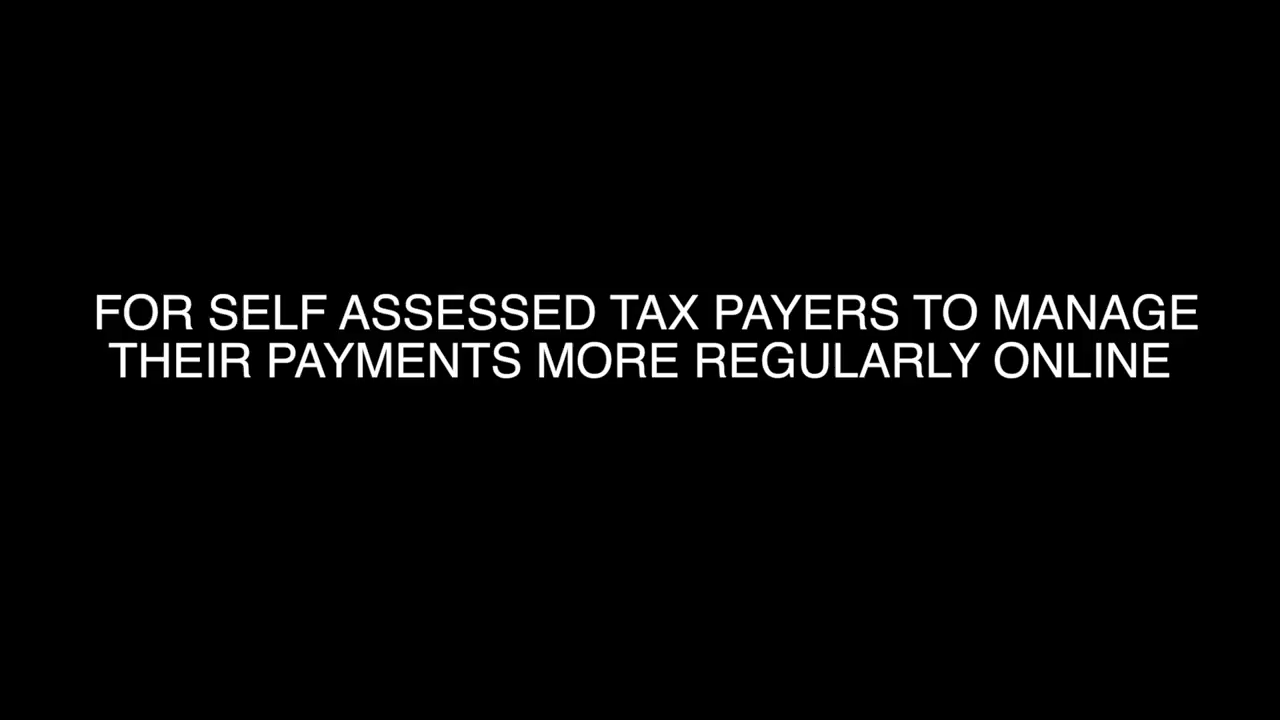 FOR SELF ASSESSED TAX PAYERS TO MANAGE
THEIR PAYMENTS MORE REGULARLY ONLINE